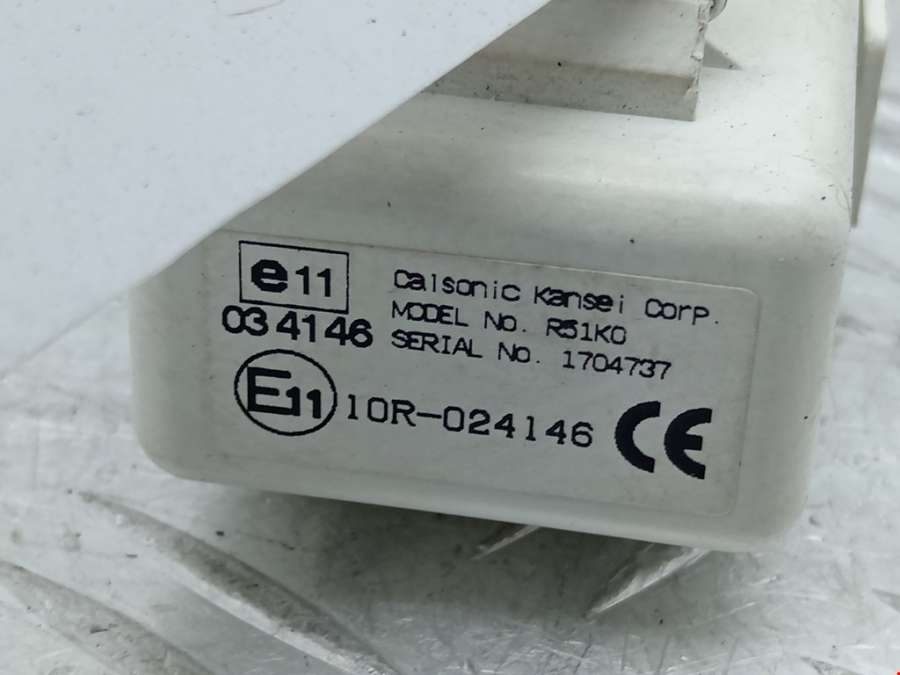 e11
034146
Calsonic Kansei Corp.
MODEL No. R51K0
SERIAL No. 1704737
E11 10R-024146 CE